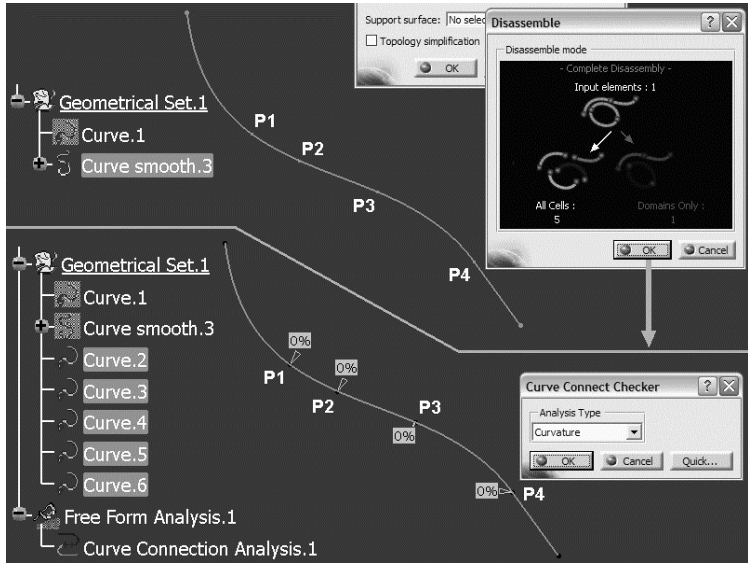 Support surface: No selec
Topology simplification
OK
Disassemble
Disassemble mode
- Complete Disassembly -
Input elements : 1
All Cells :
5
Domains Only :
1
OK
Cancel
Geometrical Set.1
Curve.1
Curve smooth.3
P1
P2
P3
P4
Geometrical Set.1
Curve.1
Curve smooth.3
Curve.2
Curve.3
Curve.4
Curve.5
Curve.6
Free Form Analysis.1
Curve Connection Analysis.1
0%
P1
0%
P2
P3
0%
0%
P4
Curve Connect Checker
Analysis Type
Curvature
OK
Cancel
Quick...